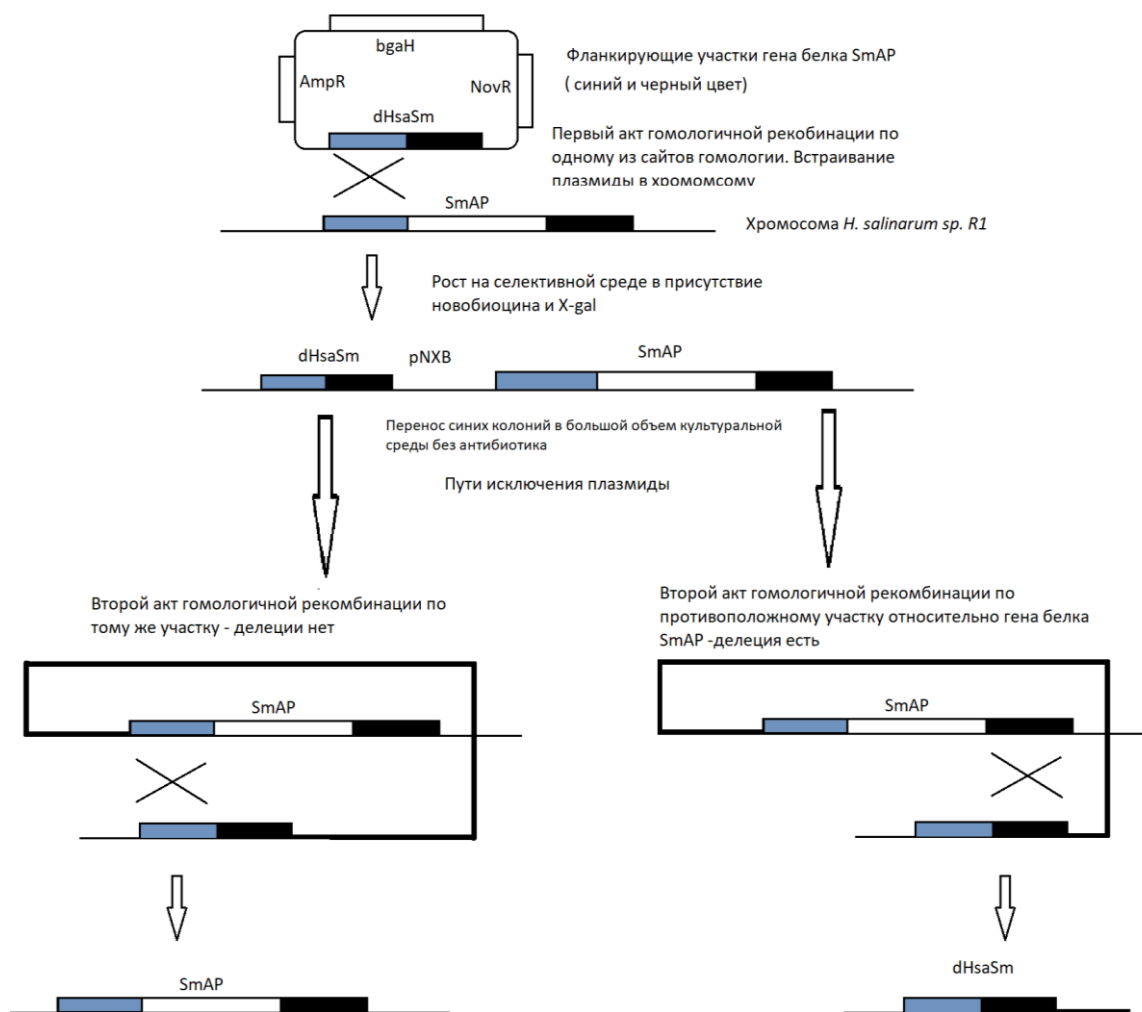 bgaH
AmpR
NovR
dHsaSm
Фланкирующие участки гена белка SmAP
( синий и черный цвет)
Первый акт гомологичной рекобинации по
одному из сайтов гомологии. Встраивание
плазмиды в хромомсому
SmAP
Хромосома H. salinarum sp. R1
Рост на селективной среде в присутствие
новобиоцина и X-gal
dHsaSm
pNXB
SmAP
Перенос синих колоний в большой объем культуральной
среды без антибиотика
Пути исключения плазмиды
Второй акт гомологичной рекомбинации по
тому же участку - делеции нет
Второй акт гомологичной рекомбинации по
противоположному участку относительно гена белка
SmAP -делеция есть
SmAP
SmAP
SmAP
dHsaSm